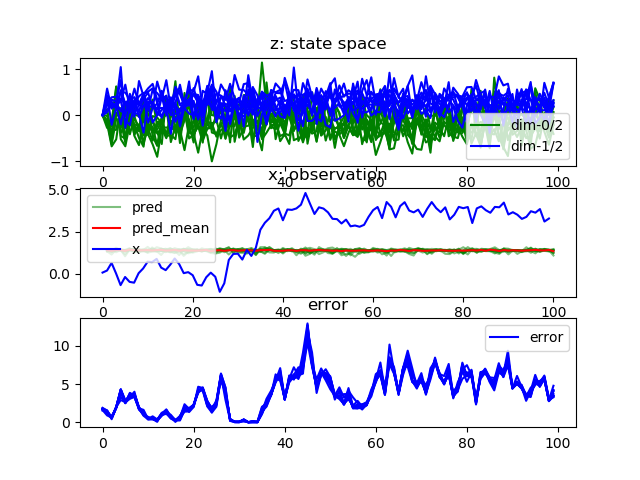 z: state space
1
0
−1
dim-0/2
dim-1/2
0 20 40 60 80 100
x: observation
5.0
2.5
0.0
pred
pred_mean
x
0 20 40 60 80 100
error
10
5
0
error
0 20 40 60 80 100